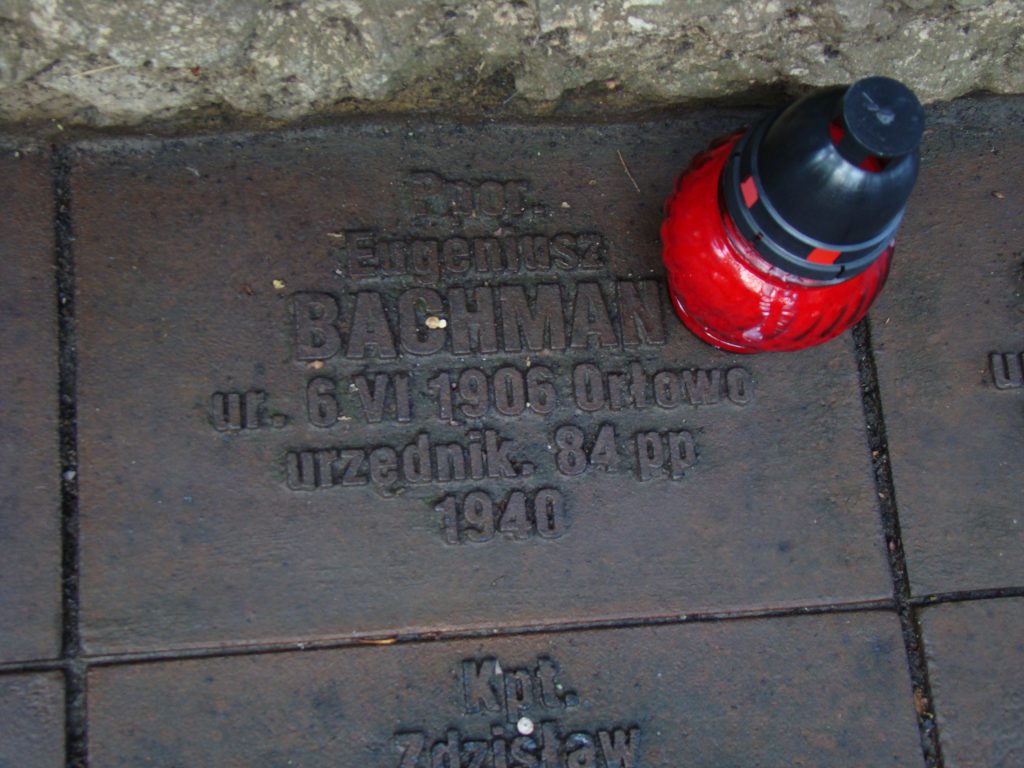 Ppor.
Eugeniusz
BACHMAN
ur. 6 VI 1906 Orłowo
urzędnik. 84 pp
1940
Kpt.
Zdzisław